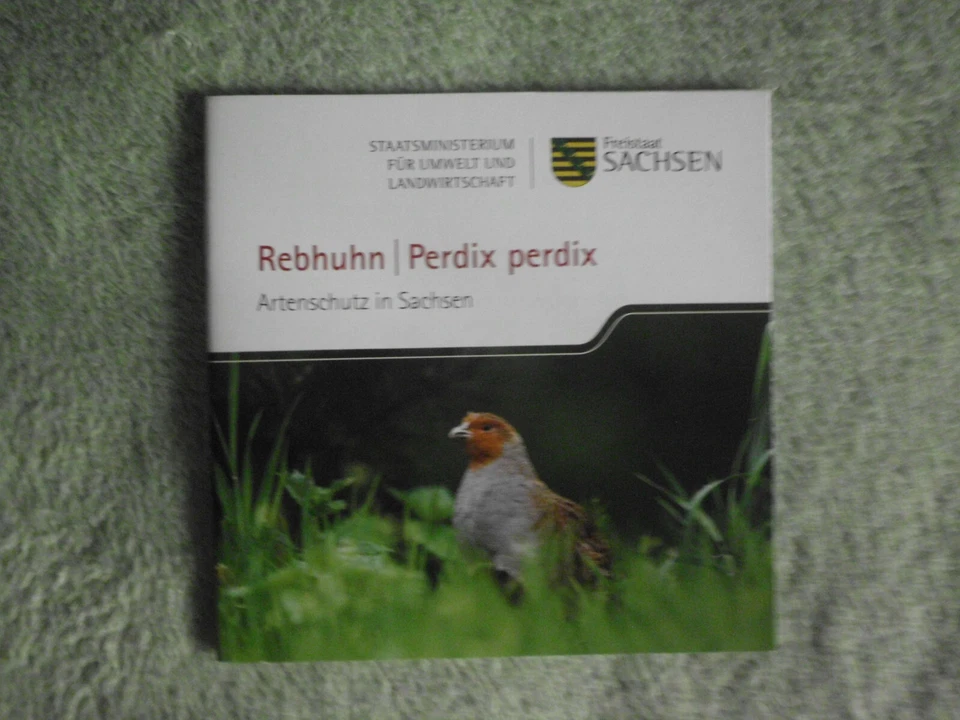 STAATSMINISTERIUM
FÜR UMWELT UND
LANDWIRTSCHAFT
Freistaat
SACHSEN
Rebhuhn | Perdix perdix
Artenschutz in Sachsen